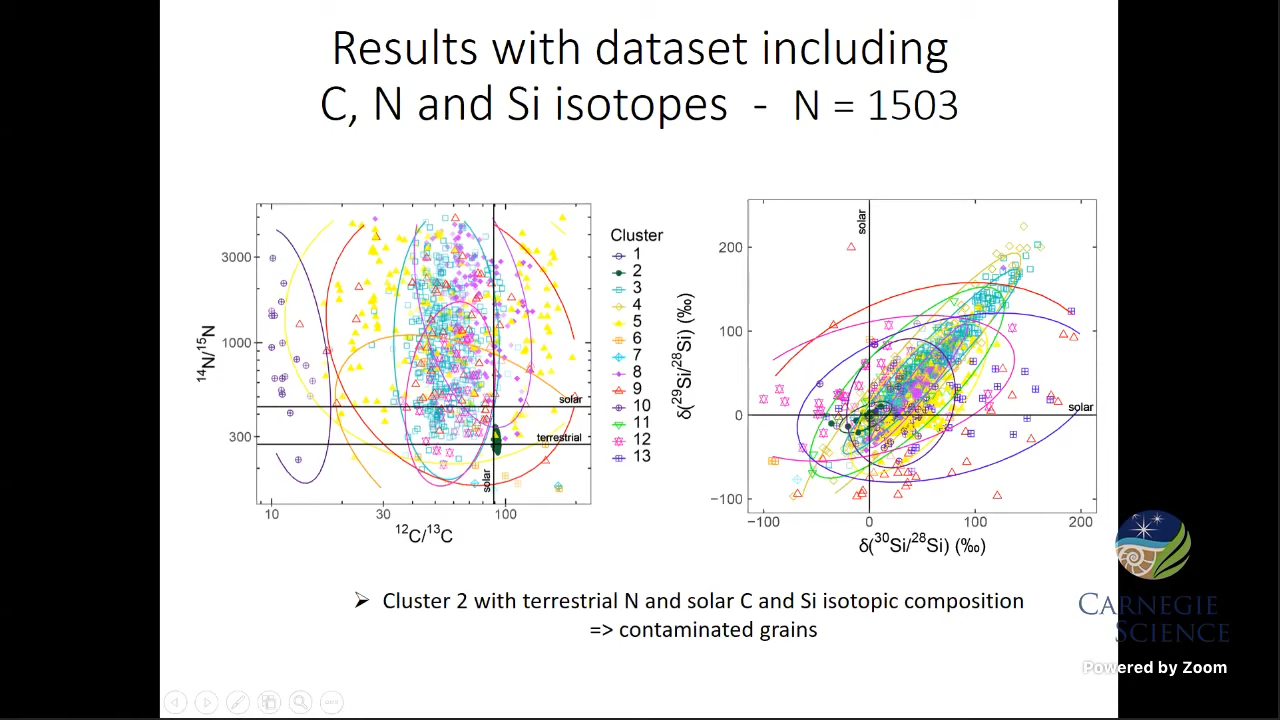 Results with dataset including
C, N and Si isotopes - N = 1503
3000
1000
300
¹⁴N/¹⁵N
solar
terrestrial
solar
10
30
100
¹²C/¹³C
Cluster
1
2
3
4
5
6
7
8
9
10
11
12
13
200
100
0
−100
δ(²⁹Si/²⁸Si) (‰)
solar
solar
−100
0
100
200
δ(³⁰Si/²⁸Si) (‰)
➢ Cluster 2 with terrestrial N and solar C and Si isotopic composition
=> contaminated grains
CARNEGIE
SCIENCE
Powered by Zoom